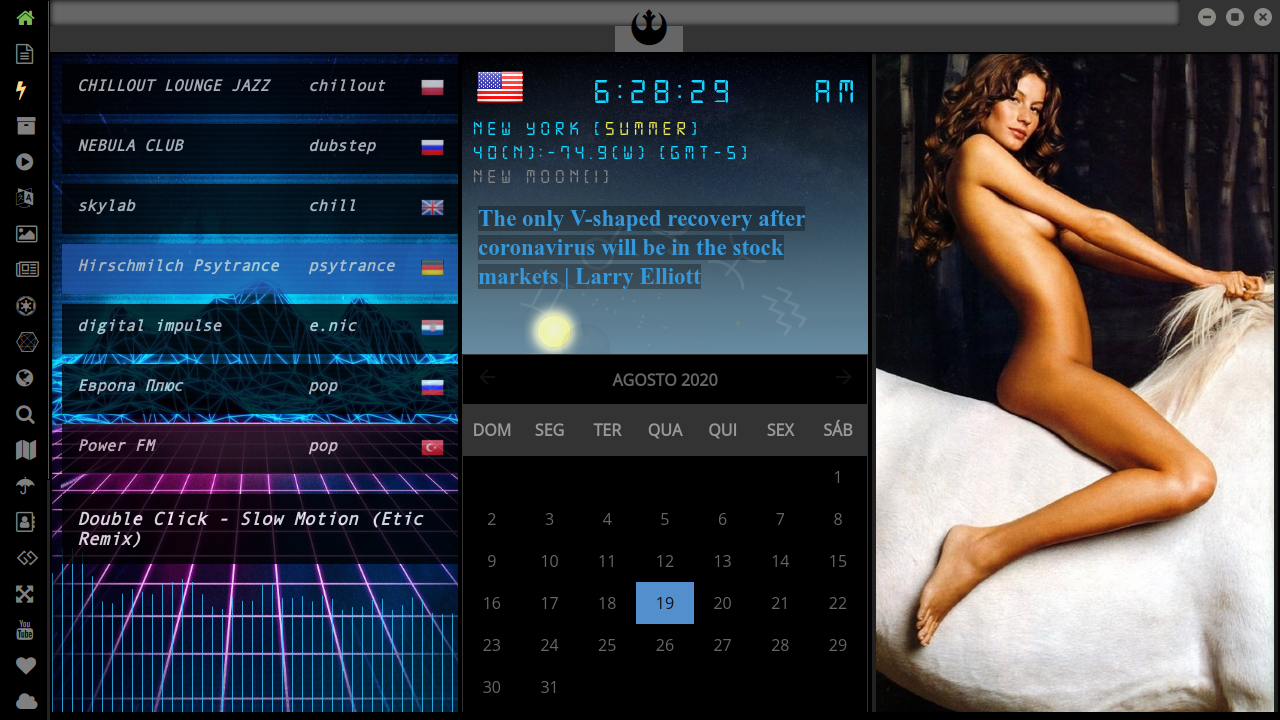 CHILLOUT LOUNGE JAZZ chillout
NEBULA CLUB dubstep
skylab chill
Hirschmilch Psytrance psytrance
digital impulse e.nic
Европа Плюс pop
Power FM pop
Double Click - Slow Motion (Etic
Remix)
6:28:29 AM
NEW YORK (SUMMER)
40(N):-74.9(W) (GMT-5)
NEW MOON(1)
The only V-shaped recovery after
coronavirus will be in the stock
markets | Larry Elliott
AGOSTO 2020
DOM SEG TER QUA QUI SEX SÁB
1
2 3 4 5 6 7 8
9 10 11 12 13 14 15
16 17 18 19 20 21 22
23 24 25 26 27 28 29
30 31
You
Tube